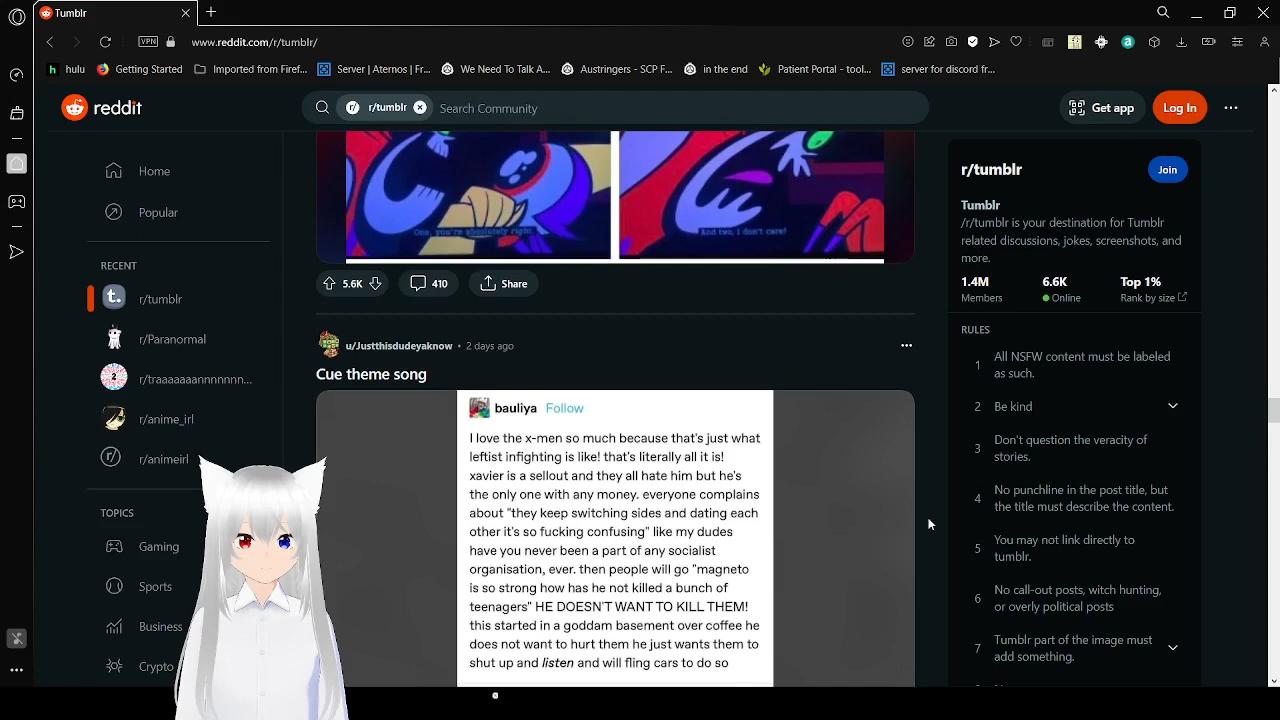 Tumblr
VPN
www.reddit.com/r/tumblr/
hulu
Getting Started
Imported from Firef...
Server | Aternos | Fr...
We Need To Talk A...
Austringers - SCP F...
in the end
Patient Portal - tool...
server for discord fr...
reddit
r/tumblr
Search Community
Get app
Log In
Home
Popular
RECENT
r/tumblr
r/Paranormal
r/traaaaaaannnnnnn...
r/anime_irl
r/animeirl
TOPICS
Gaming
Sports
Business
Crypto
One, you're absolutely right.
And two, I don't care!
5.6K
410
Share
u/Justthisdudeyaknow • 2 days ago
Cue theme song
bauliya Follow
I love the x-men so much because that's just what
leftist infighting is like! that's literally all it is!
xavier is a sellout and they all hate him but he's
the only one with any money. everyone complains
about "they keep switching sides and dating each
other it's so fucking confusing" like my dudes
have you never been a part of any socialist
organisation, ever. then people will go "magneto
is so strong how has he not killed a bunch of
teenagers" HE DOESN'T WANT TO KILL THEM!
this started in a goddam basement over coffee he
does not want to hurt them he just wants them to
shut up and listen and will fling cars to do so
r/tumblr
Join
Tumblr
/r/tumblr is your destination for Tumblr
related discussions, jokes, screenshots, and
more.
1.4M
Members
6.6K
Online
Top 1%
Rank by size
RULES
1 All NSFW content must be labeled
as such.
2 Be kind
3 Don't question the veracity of
stories.
4 No punchline in the post title, but
the title must describe the content.
5 You may not link directly to
tumblr.
6 No call-out posts, witch hunting,
or overly political posts
7 Tumblr part of the image must
add something.